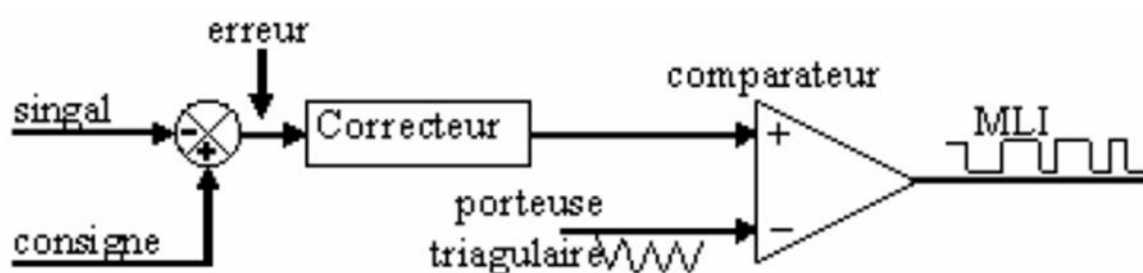 erreur
comparateur
singal
-
+
Correcteur
+
MLI
porteuse
-
consigne
triagulaire